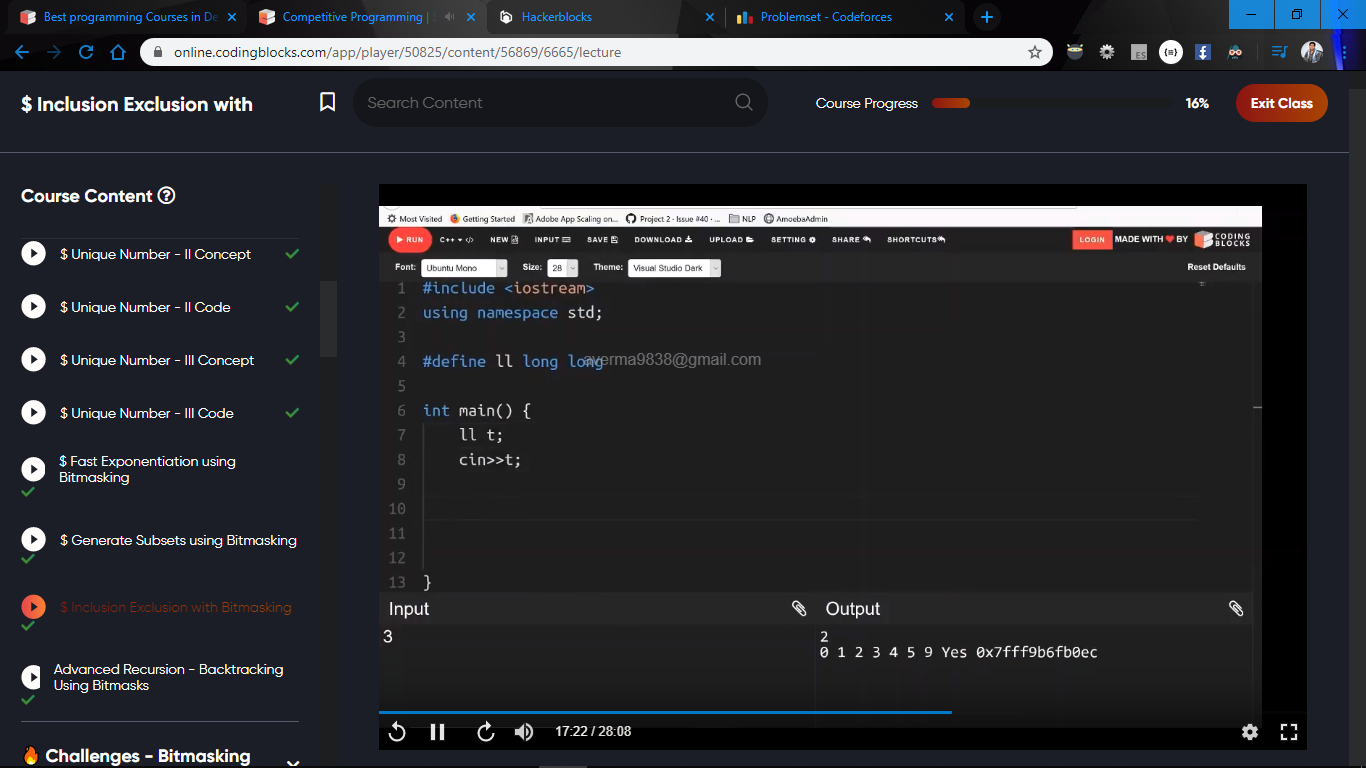 Best programming Courses in De
Competitive Programming |
Hackerblocks
Problemset - Codeforces
online.codingblocks.com/app/player/50825/content/56869/6665/lecture
$ Inclusion Exclusion with
Search Content
Course Progress
16%
Exit Class
Course Content
$ Unique Number - II Concept
$ Unique Number - II Code
$ Unique Number - III Concept
$ Unique Number - III Code
$ Fast Exponentiation using
Bitmasking
$ Generate Subsets using Bitmasking
$ Inclusion Exclusion with Bitmasking
Advanced Recursion - Backtracking
Using Bitmasks
Challenges - Bitmasking
Most Visited Getting Started Adobe App Scaling on... Project 2 · Issue #40 · ... NLP AmoebaAdmin
RUN C++ NEW INPUT SAVE DOWNLOAD UPLOAD SETTING SHARE SHORTCUTS LOGIN MADE WITH BY CODING BLOCKS
Font: Ubuntu Mono Size: 28 Theme: Visual Studio Dark Reset Defaults
1 #include <iostream>
2 using namespace std;
3
4 #define ll long long
averma9838@gmail.com
5
6 int main() {
7 ll t;
8 cin>>t;
9
10
11
12
13 }
Input
3
Output
2
0 1 2 3 4 5 9 Yes 0x7fff9b6fb0ec
17:22 / 28:08